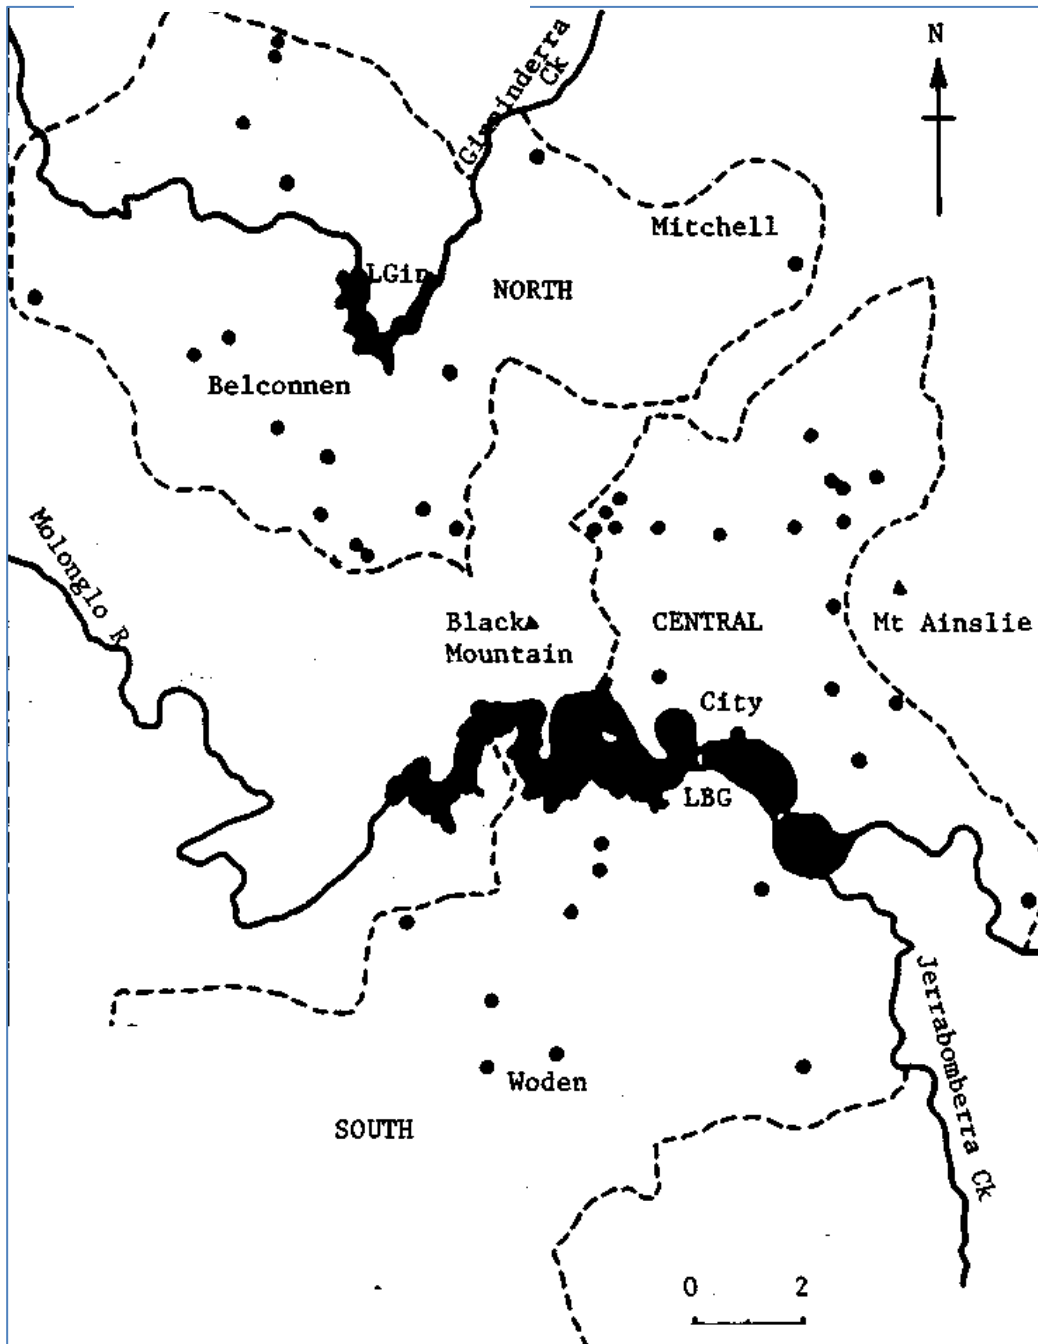 N
Ginninderra
Ck
Mitchell
LGin
NORTH
Belconnen
Molonglo R
Black
Mountain
CENTRAL
Mt Ainslie
City
LBG
Jerrabomberra Ck
Woden
SOUTH
0 2